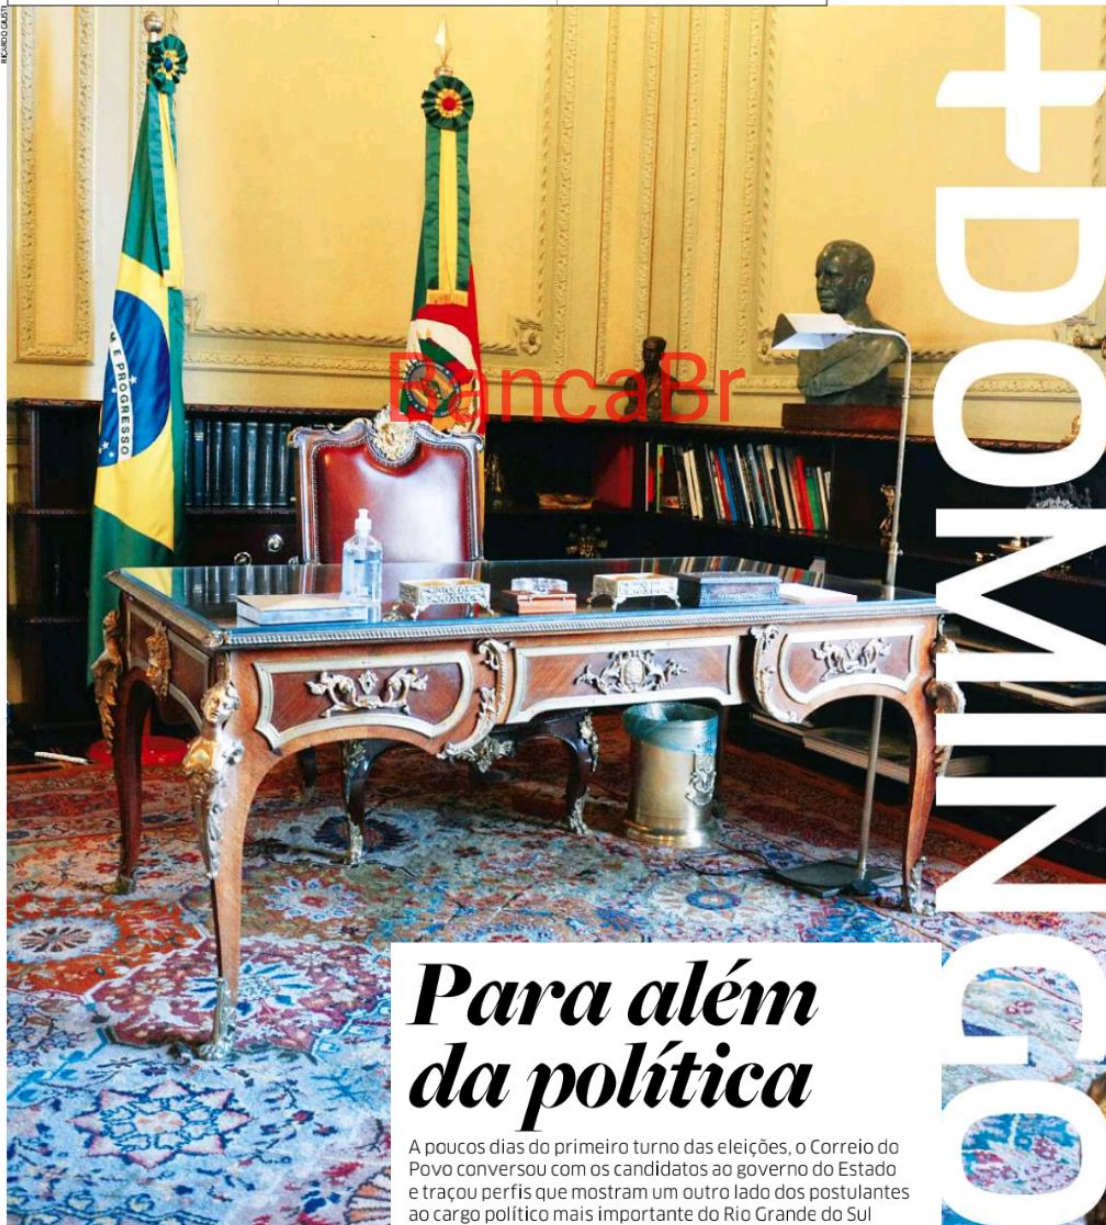 RICARDO GIUSTI
+DOMINGO
M E PROGRESSO
BancaBr
Para além
da política
A poucos dias do primeiro turno das eleições, o Correio do
Povo conversou com os candidatos ao governo do Estado
e traçou perfis que mostram um outro lado dos postulantes
ao cargo político mais importante do Rio Grande do Sul